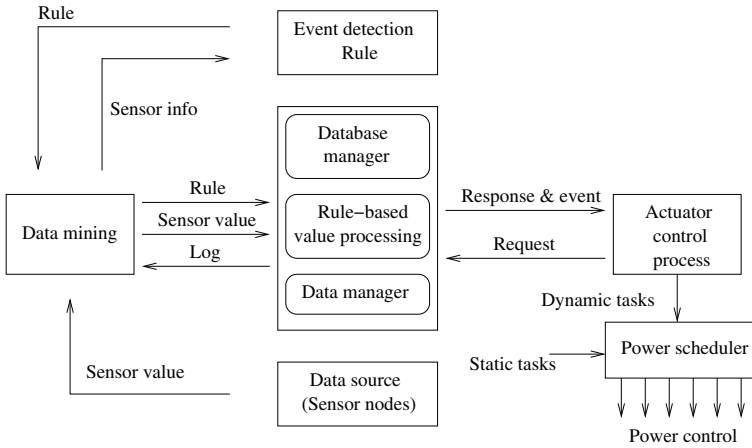 Rule
Event detection
Rule
Sensor info
Database
manager
Rule
Response & event
Actuator
control
process
Data mining
Sensor value
Rule−based
value processing
Log
Request
Data manager
Dynamic tasks
Power scheduler
Static tasks
Sensor value
Data source
(Sensor nodes)
Power control